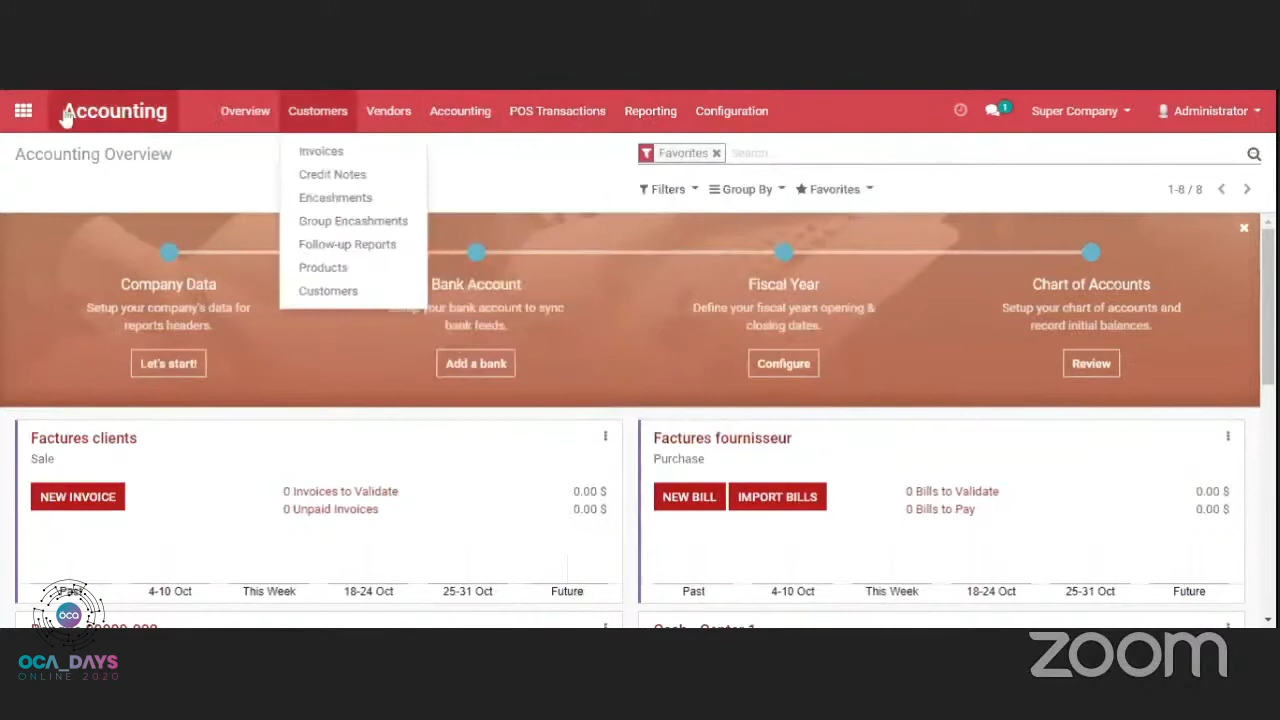 Accounting
Overview Customers Vendors Accounting POS Transactions Reporting Configuration
1 Super Company Administrator
Accounting Overview
Favorites Search...
Filters Group By Favorites 1-8 / 8
Invoices
Credit Notes
Encashments
Group Encashments
Follow-up Reports
Products
Customers
Company Data
Setup your company's data for
reports headers.
Let's start!
Bank Account
your bank account to sync
bank feeds.
Add a bank
Fiscal Year
Define your fiscal years opening &
closing dates.
Configure
Chart of Accounts
Setup your chart of accounts and
record initial balances.
Review
Factures clients
Sale
NEW INVOICE
0 Invoices to Validate 0.00 $
0 Unpaid Invoices 0.00 $
Past 4-10 Oct This Week 18-24 Oct 25-31 Oct Future
Factures fournisseur
Purchase
NEW BILL IMPORT BILLS
0 Bills to Validate 0.00 $
0 Bills to Pay 0.00 $
Past 4-10 Oct This Week 18-24 Oct 25-31 Oct Future
oca
OCA_DAYS
ONLINE 2020
zoom